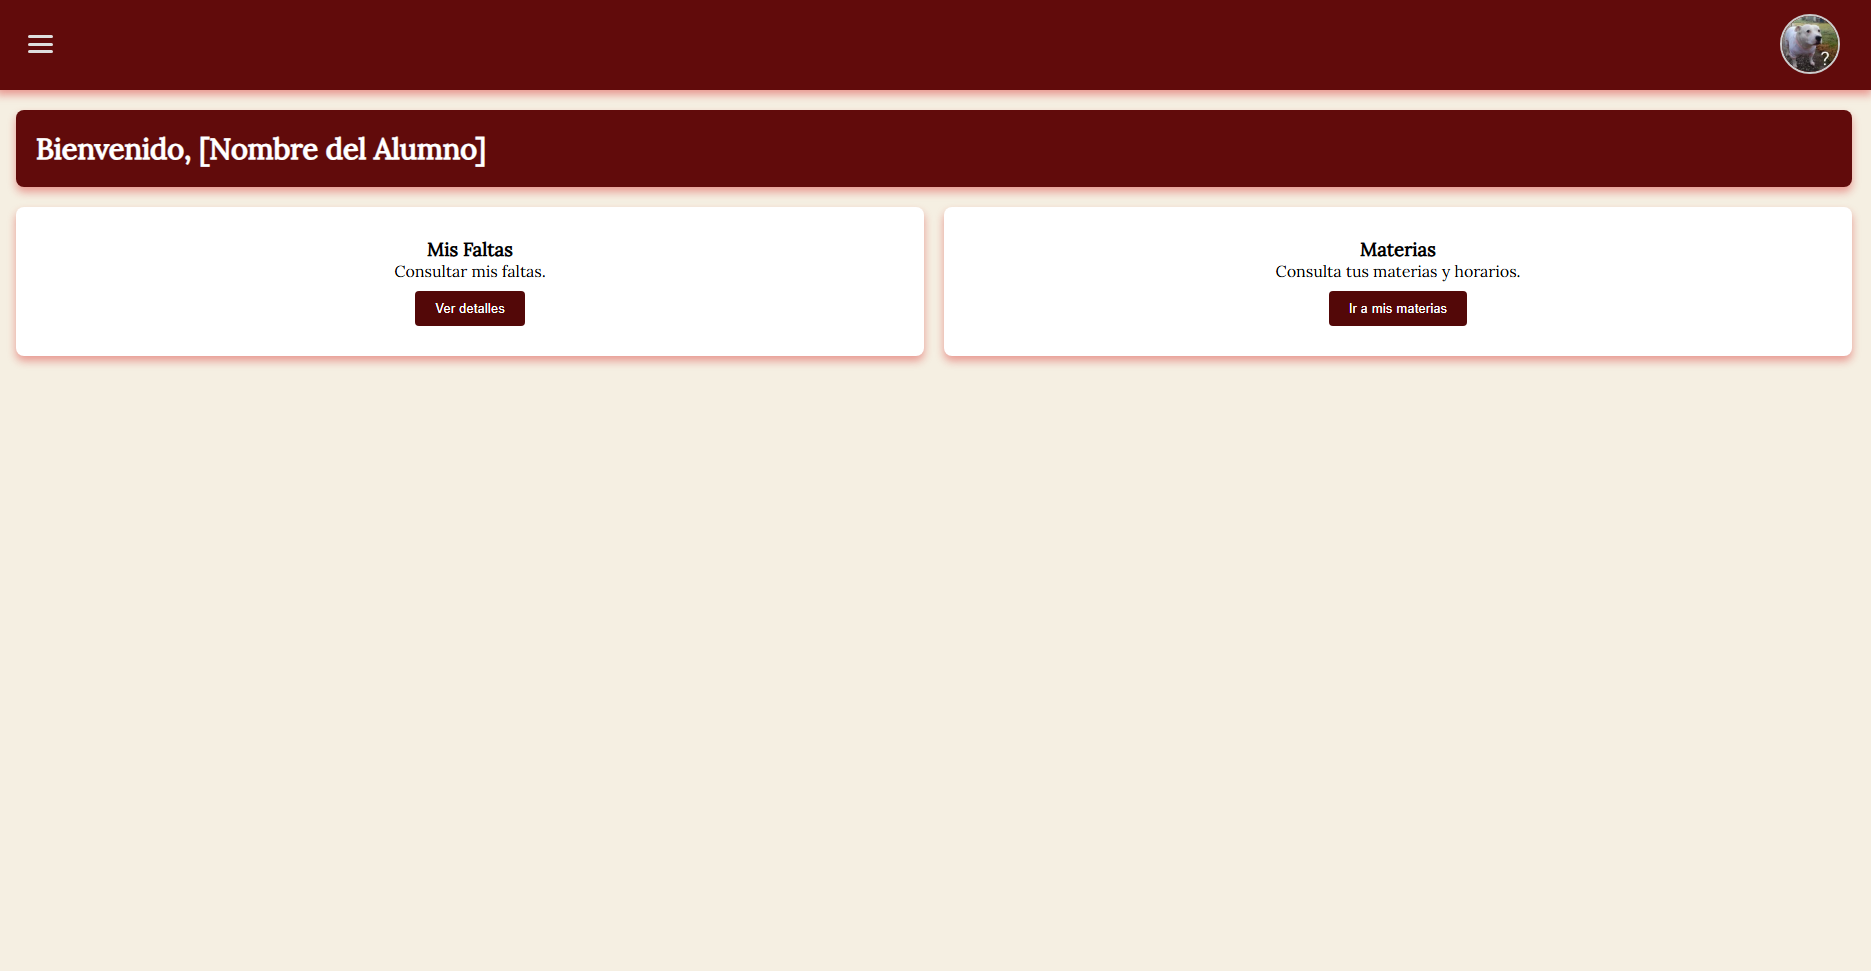 ?
Bienvenido, [Nombre del Alumno]
Mis Faltas
Consultar mis faltas.
Ver detalles
Materias
Consulta tus materias y horarios.
Ir a mis materias